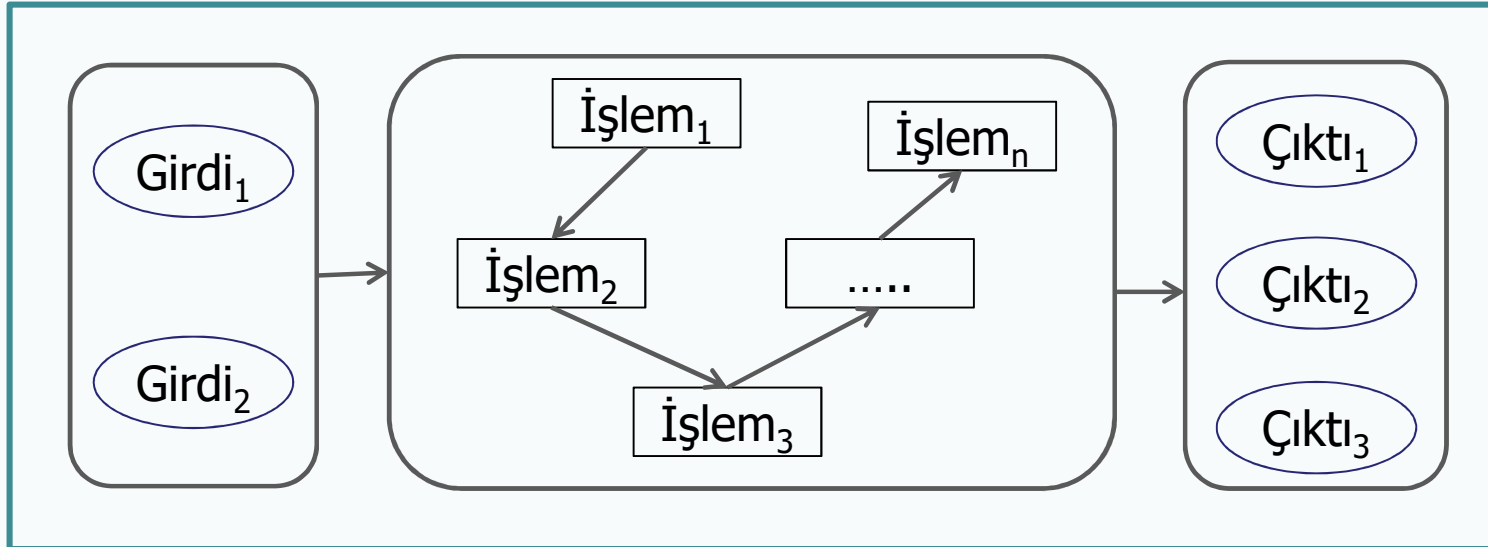 Girdi₁
Girdi₂
İşlem₁
İşlem₂
İşlem₃
.....
İşlemₙ
Çıktı₁
Çıktı₂
Çıktı₃